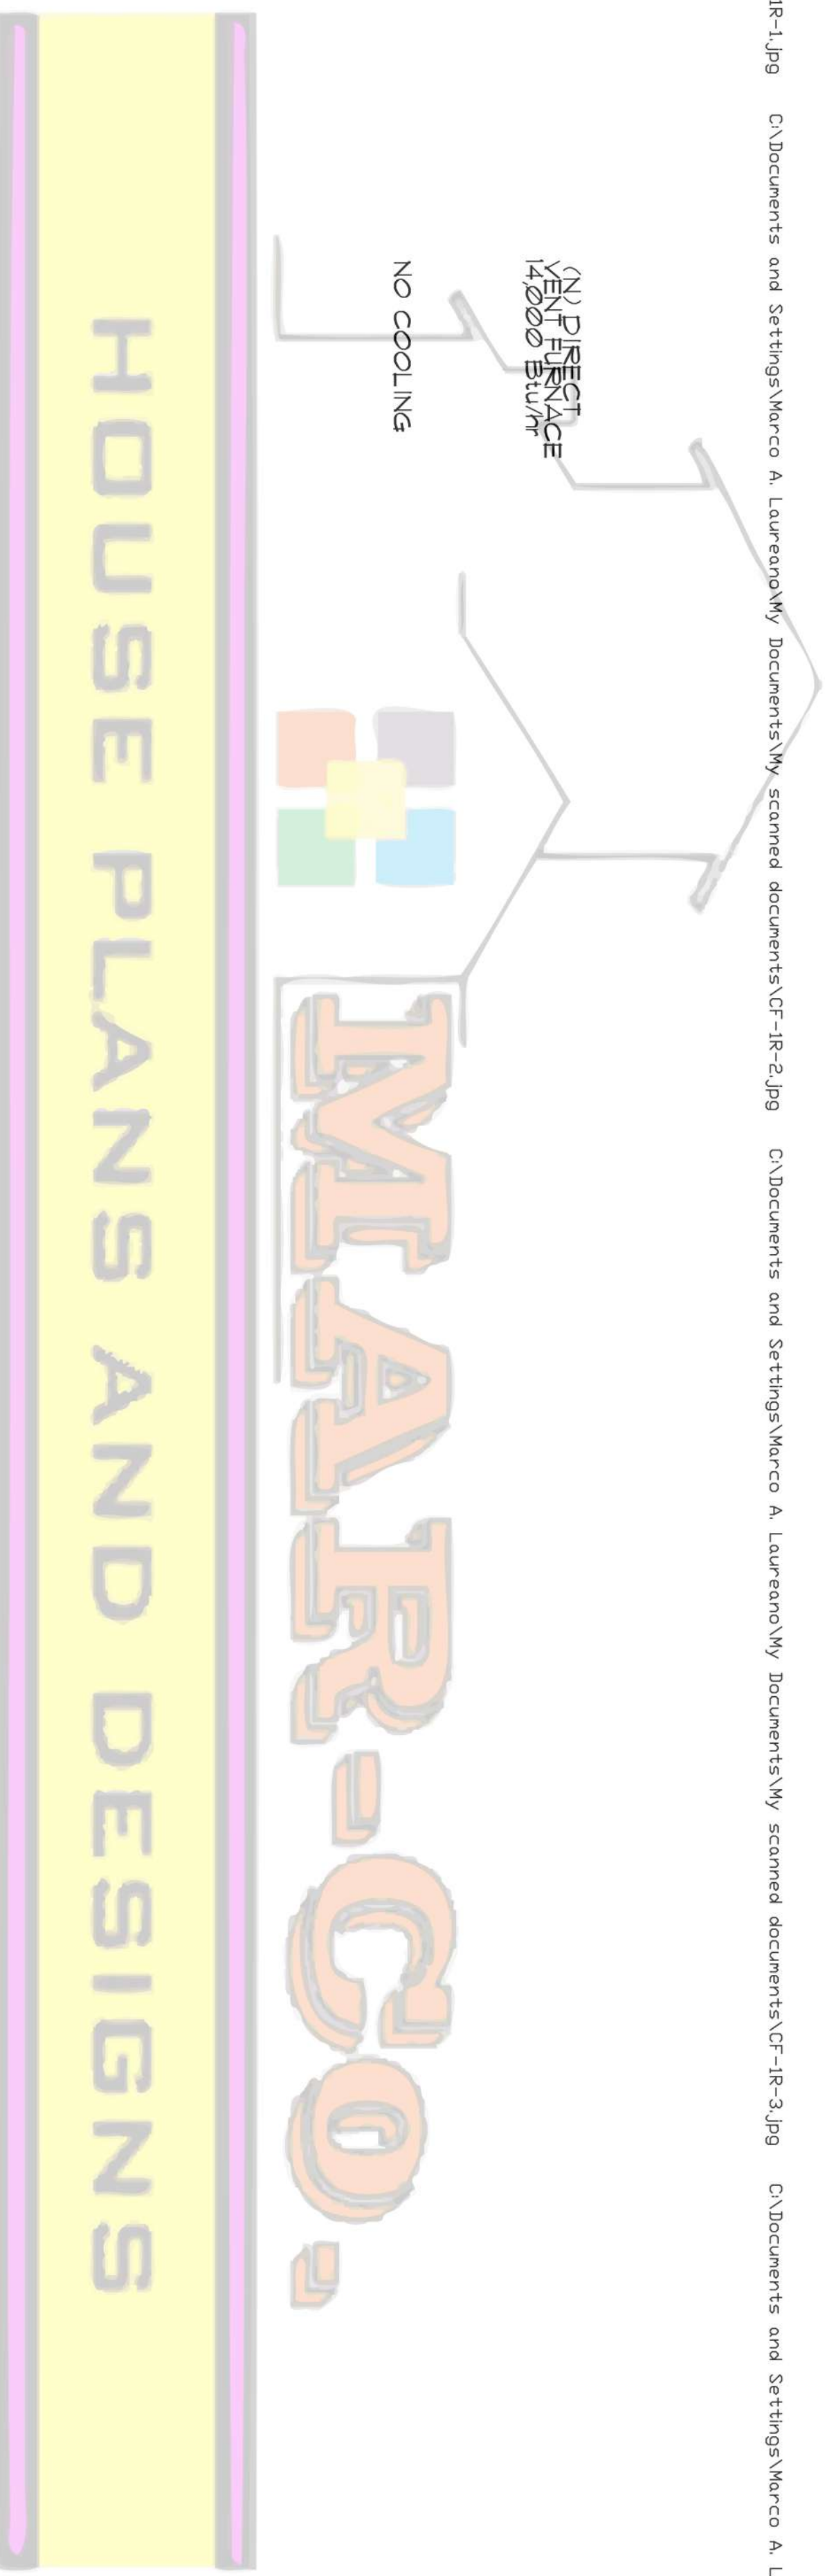 1R-1.jpg C:\Documents and Settings\Marco A. Laureano\My Documents\My scanned documents\CF-1R-2.jpg C:\Documents and Settings\Marco A. Laureano\My Documents\My scanned documents\CF-1R-3.jpg C:\Documents and Settings\Marco A. L
(N) DIRECT
VENT FURNACE
14,000 Btu/hr
NO COOLING
MAR-CO.
HOUSE PLANS AND DESIGNS